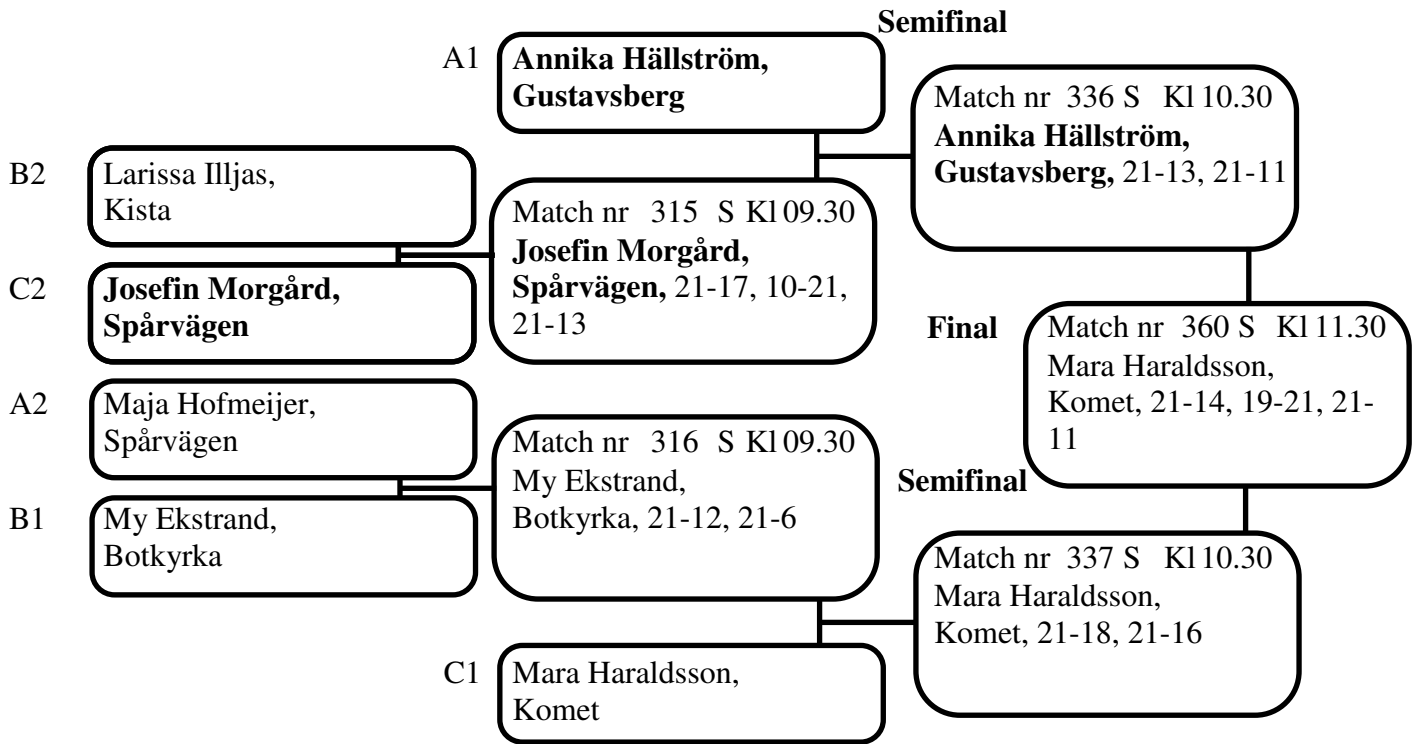 Semifinal
A1
Annika Hällström,
Gustavsberg
Match nr 336 S Kl 10.30
Annika Hällström,
Gustavsberg, 21-13, 21-11
B2
Larissa Illjas,
Kista
Match nr 315 S Kl 09.30
Josefin Morgård,
Spårvägen, 21-17, 10-21,
21-13
C2
Josefin Morgård,
Spårvägen
Final
Match nr 360 S Kl 11.30
Mara Haraldsson,
Komet, 21-14, 19-21, 21-
11
A2
Maja Hofmeijer,
Spårvägen
Match nr 316 S Kl 09.30
My Ekstrand,
Botkyrka, 21-12, 21-6
Semifinal
B1
My Ekstrand,
Botkyrka
Match nr 337 S Kl 10.30
Mara Haraldsson,
Komet, 21-18, 21-16
C1
Mara Haraldsson,
Komet